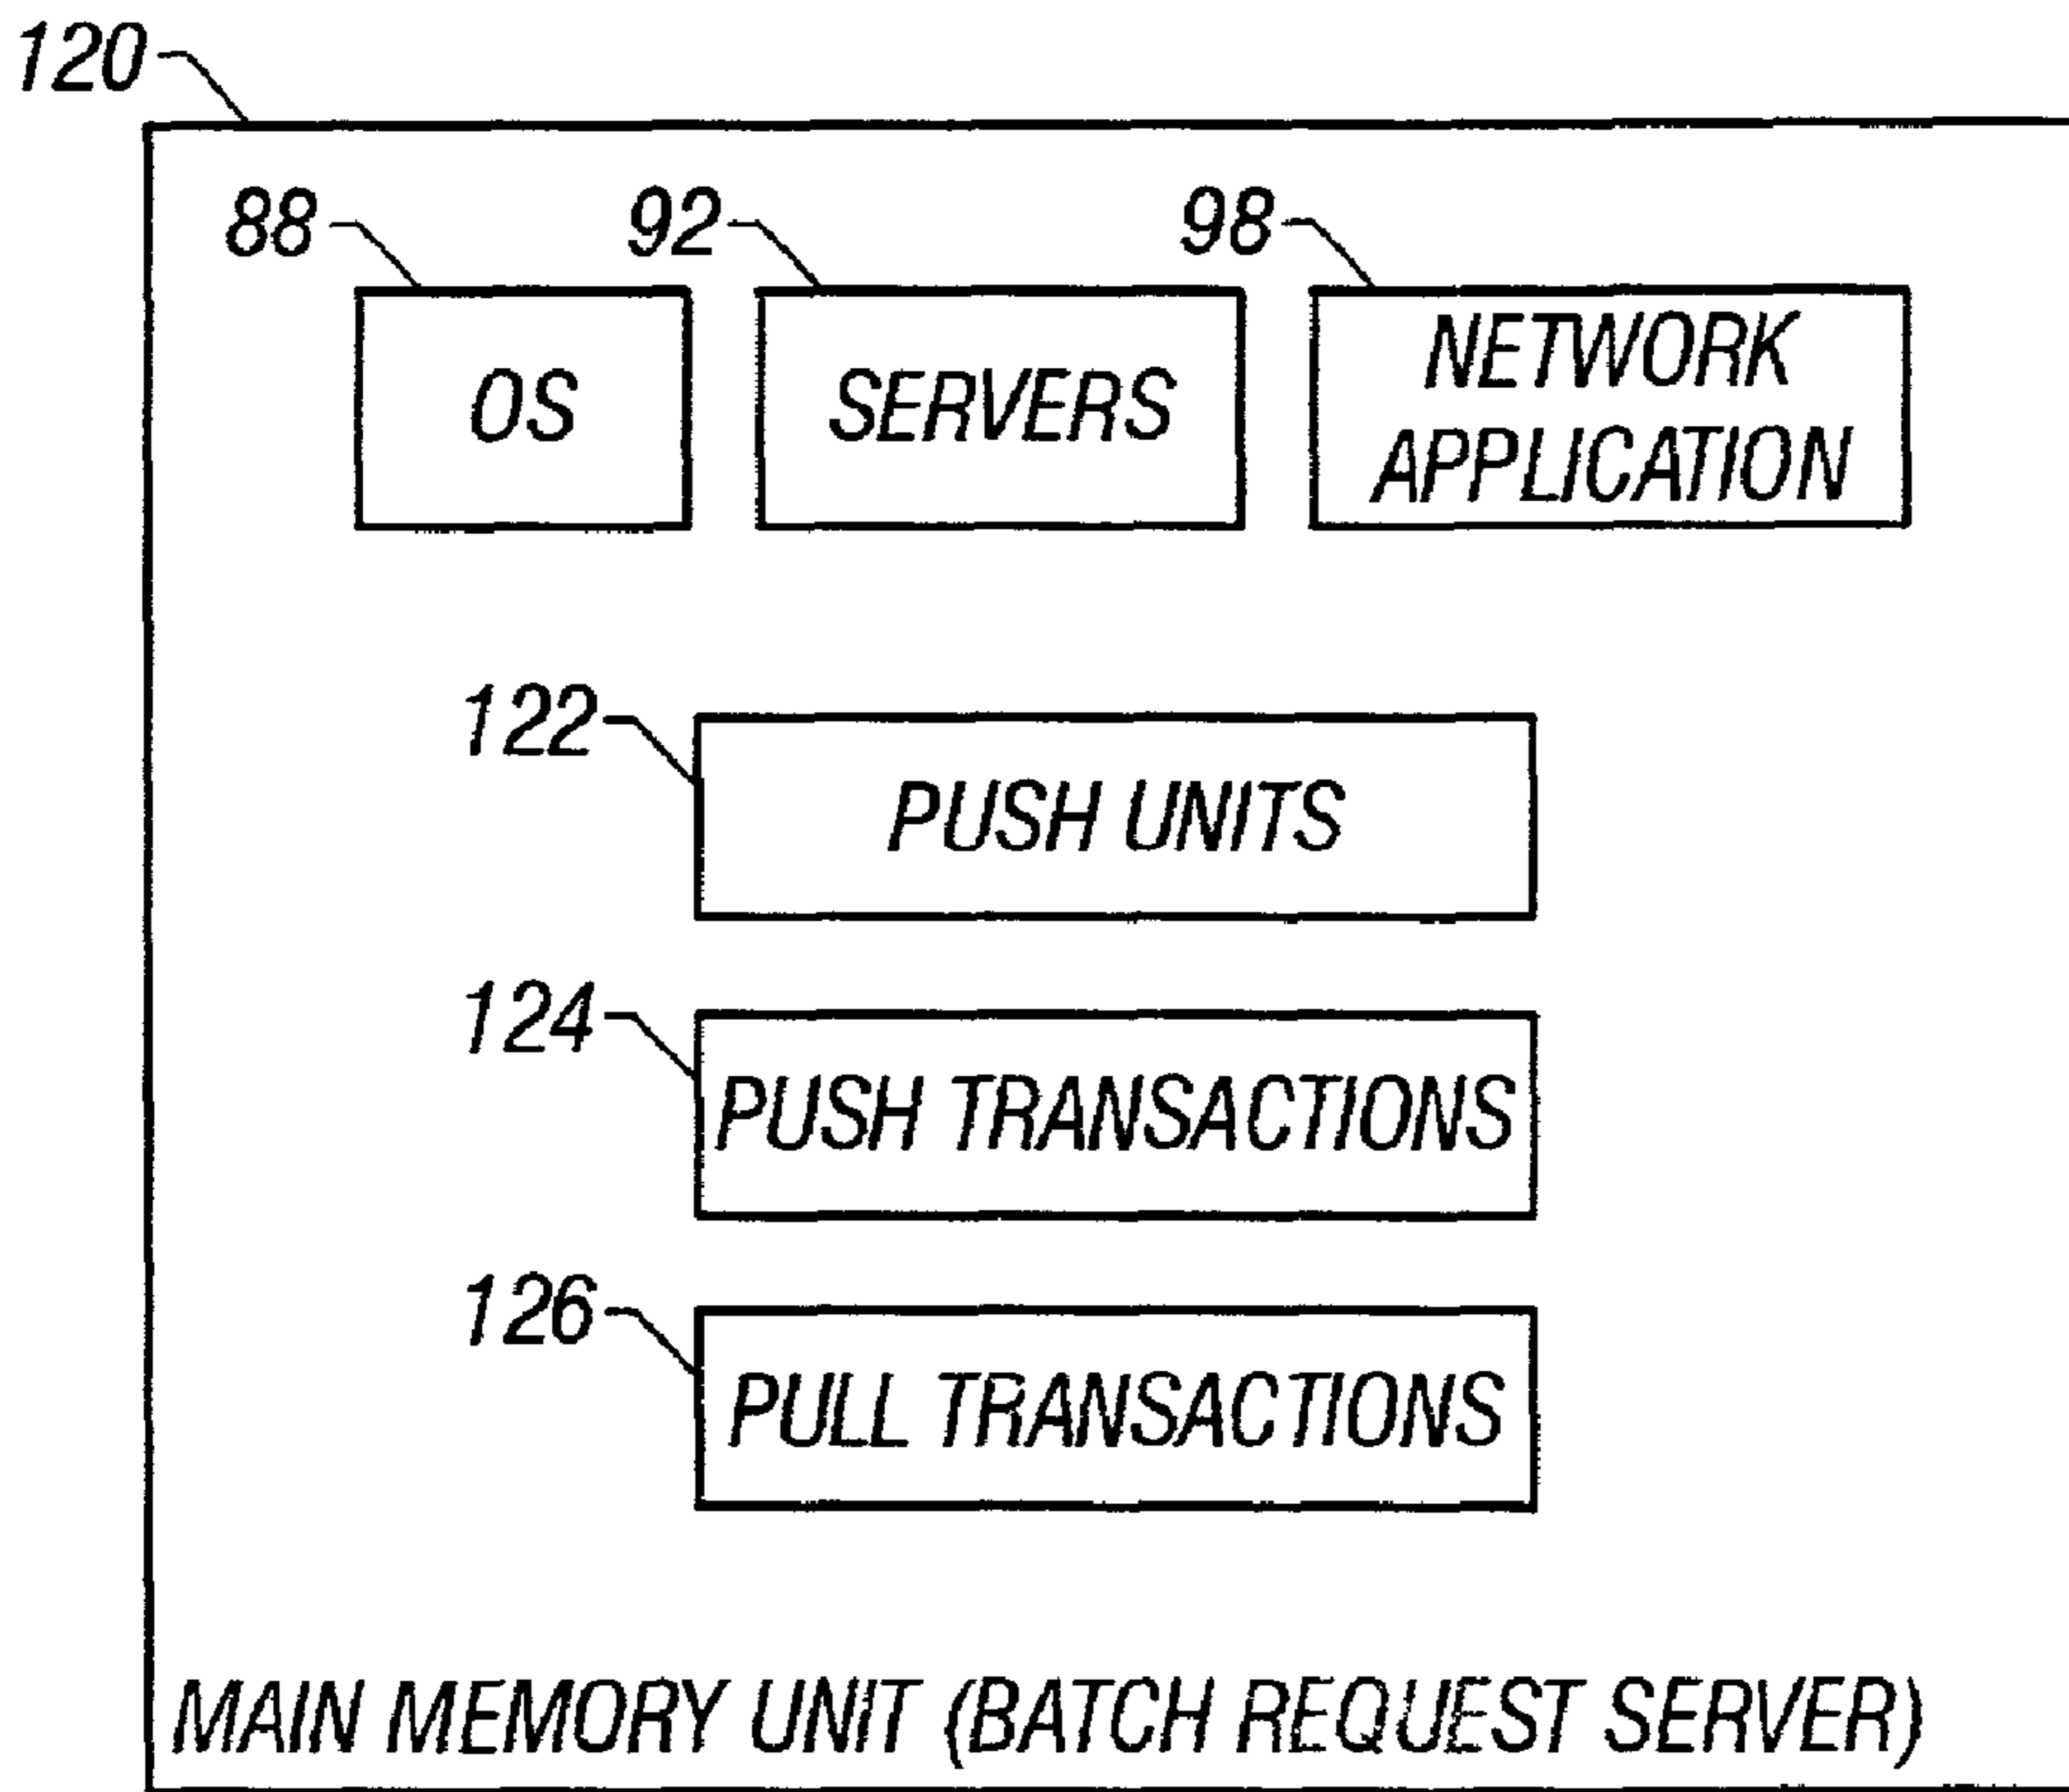 120
88
92
98
OS
SERVERS
NETWORK
APPLICATION
122
PUSH UNITS
124
PUSH TRANSACTIONS
126
PULL TRANSACTIONS
MAIN MEMORY UNIT (BATCH REQUEST SERVER)